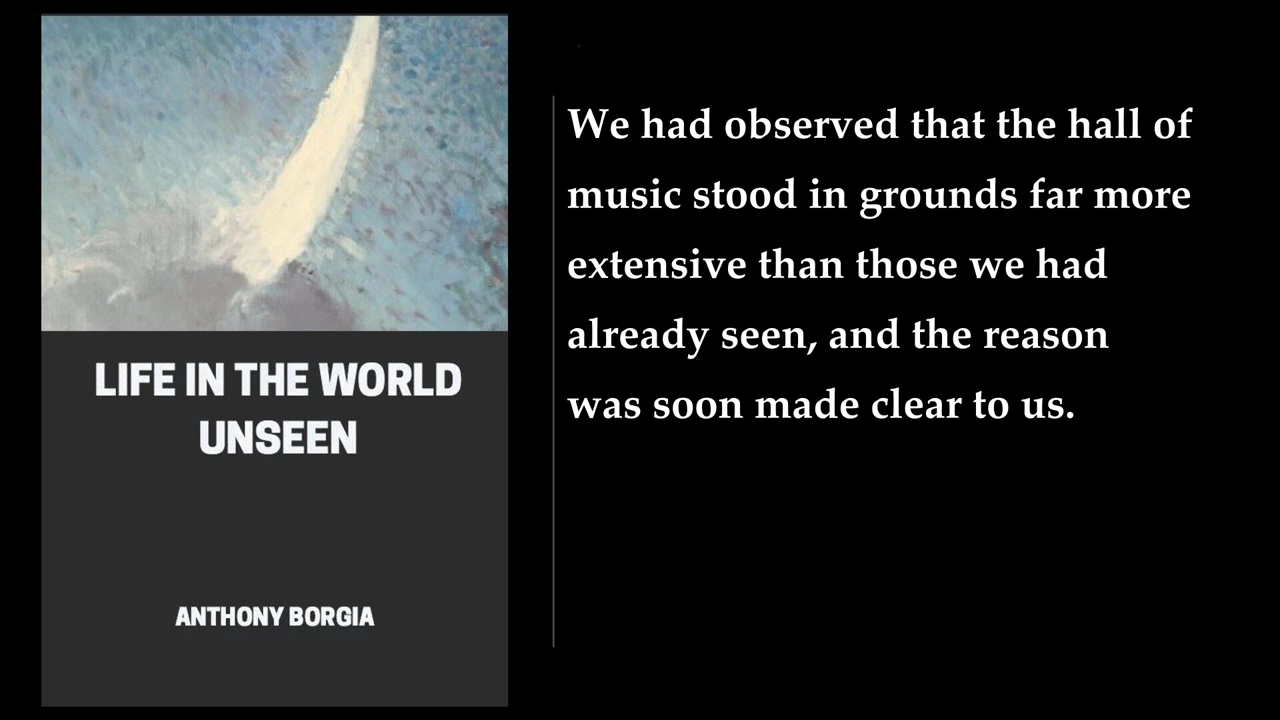 LIFE IN THE WORLD
UNSEEN
ANTHONY BORGIA
We had observed that the hall of
music stood in grounds far more
extensive than those we had
already seen, and the reason
was soon made clear to us.